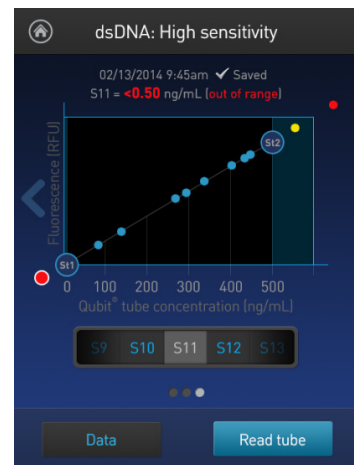 dsDNA: High sensitivity
02/13/2014 9:45am ✓ Saved
S11 = <0.50 ng/mL (out of range)
Fluorescence (RFU)
St2
St1
0 100 200 300 400 500
Qubit® tube concentration (ng/mL)
S9 S10 S11 S12 S13
Data Read tube